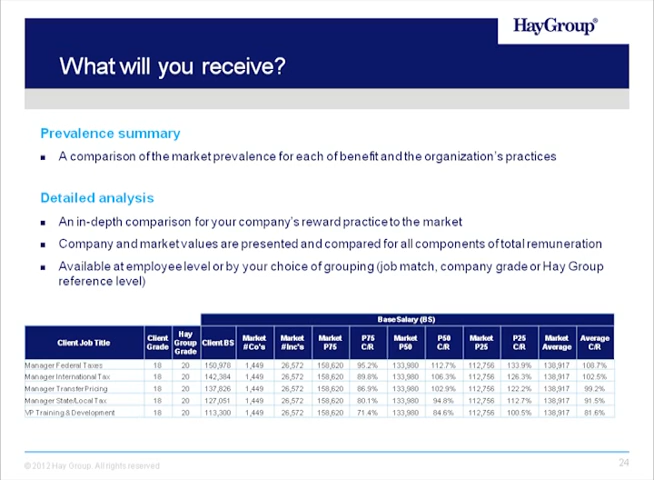 HayGroup®
What will you receive?
Prevalence summary
A comparison of the market prevalence for each of benefit and the organization's practices
Detailed analysis
An in-depth comparison for your company's reward practice to the market
Company and market values are presented and compared for all components of total remuneration
Available at employee level or by your choice of grouping (job match, company grade or Hay Group
reference level)
Base Salary (BS)
Client Job Title Client Grade Hay Group Grade Client BS Market #Co's Market #Inc's Market P75 P75 C/R Market P50 P50 C/R Market P25 P25 C/R Market Average Average C/R
Manager Federal Taxes 18 20 150,978 1,449 26,572 158,620 95.2% 133,980 112.7% 112,756 133.9% 138,917 108.7%
Manager International Tax 18 20 142,384 1,449 26,572 158,620 89.8% 133,980 106.3% 112,756 126.3% 138,917 102.5%
Manager Transfer Pricing 18 20 137,826 1,449 26,572 158,620 86.9% 133,980 102.9% 112,756 122.2% 138,917 99.2%
Manager State/Local Tax 18 20 127,051 1,449 26,572 158,620 80.1% 133,980 94.8% 112,756 112.7% 138,917 91.5%
VP Training & Development 18 20 113,300 1,449 26,572 158,620 71.4% 133,980 84.6% 112,756 100.5% 138,917 81.6%
© 2012 Hay Group. All rights reserved
24